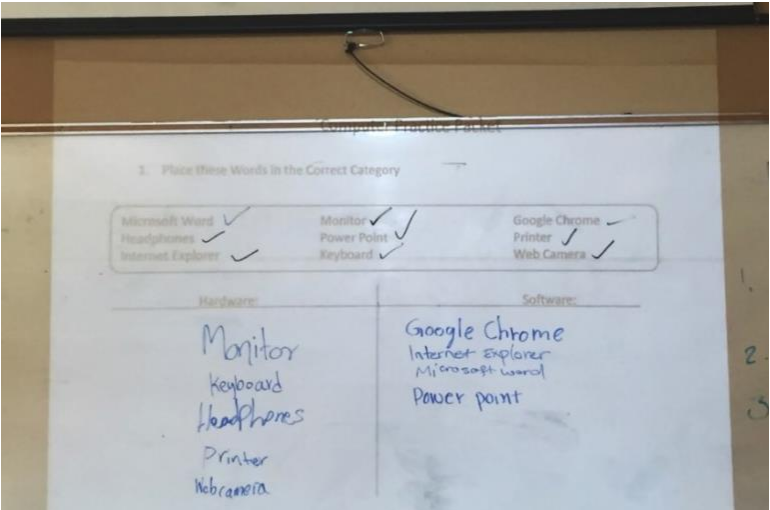 Computer Practice Packet
1. Place these Words in the Correct Category
Microsoft Word Monitor Google Chrome
Headphones Power Point Printer
Internet Explorer Keyboard Web Camera
Hardware: Software:
Monitor Google Chrome
Keyboard Internet Explorer
Headphones Microsoft word
Printer Power point
Webcamera
1.
2.
3